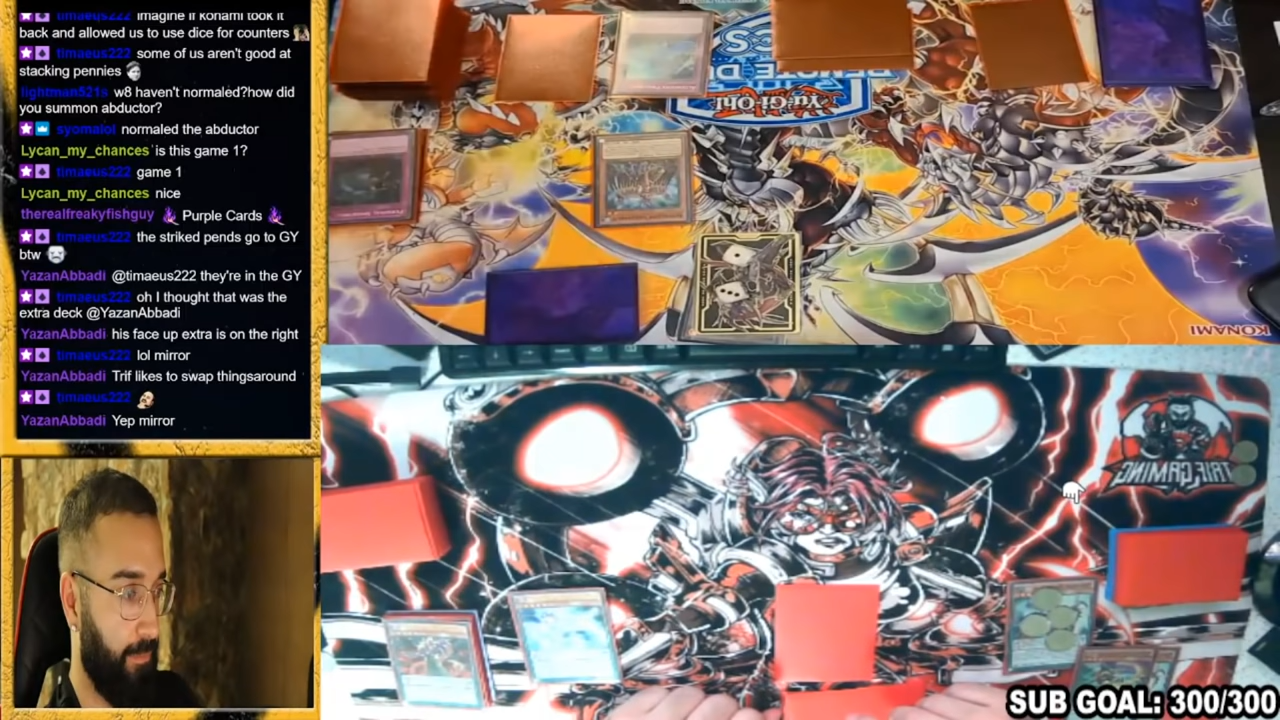 timaeus222 imagine if konami took it
back and allowed us to use dice for counters
timaeus222 some of us aren't good at
stacking pennies
lightman521s w8 haven't normaled?how did
you summon abductor?
syomalol normaled the abductor
Lycan_my_chances is this game 1?
timaeus222 game 1
Lycan_my_chances nice
therealfreakyfishguy Purple Cards
timaeus222 the striked pends go to GY
btw
YazanAbbadi @timaeus222 they're in the GY
timaeus222 oh I thought that was the
extra deck @YazanAbbadi
YazanAbbadi his face up extra is on the right
timaeus222 lol mirror
YazanAbbadi Trif likes to swap thingsaround
timaeus222
YazanAbbadi Yep mirror
REMOTE DUEL
Yu-Gi-Oh!
KONAMI
TRIF GAMING
SUB GOAL: 300/300